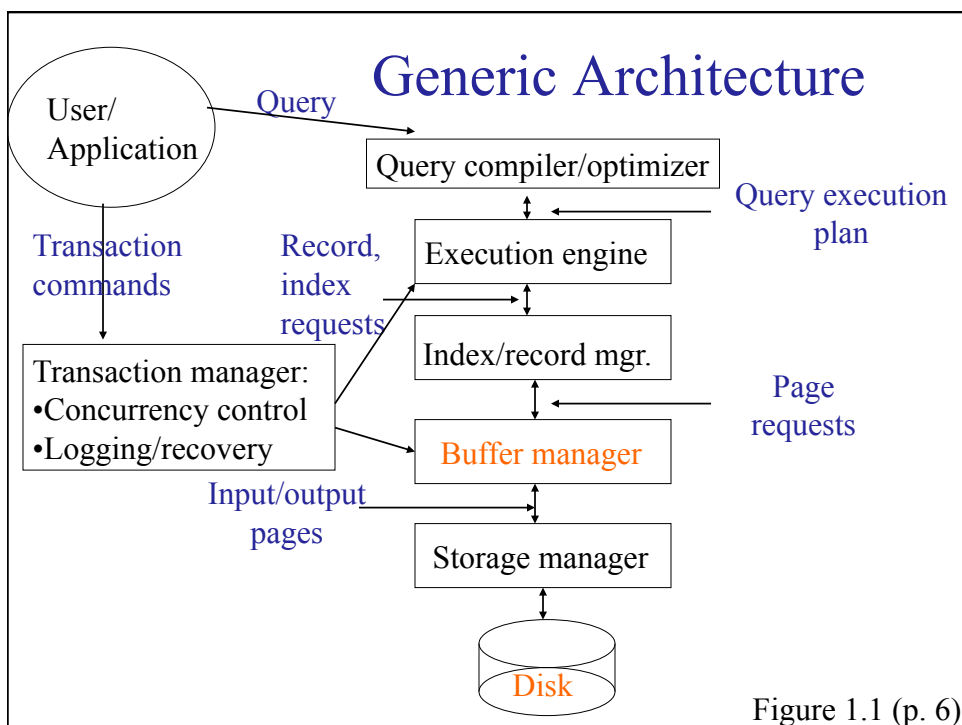 Generic Architecture
User/
Application
Query
Query compiler/optimizer
Query execution
plan
Transaction
commands
Record,
index
requests
Execution engine
Index/record mgr.
Transaction manager:
•Concurrency control
•Logging/recovery
Page
requests
Buffer manager
Input/output
pages
Storage manager
Disk
Figure 1.1 (p. 6)